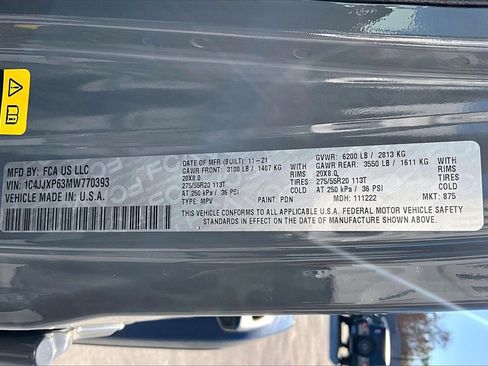 MFD BY: FCA US LLC
VIN: 1C4JJXP63MW770393
VEHICLE MADE IN: U.S.A.
DATE OF MFR (BUILT): 11-21
GAWR FRONT: 3100 LB / 1407 KG
WITH RIMS 20X8.0
TIRES 275/55R20 113T
AT (COLD) 250 KPA / 36 PSI
TYPE: MPV PAINT: PDN
GVWR: 6200 LB / 2813 KG
GAWR REAR: 3550 LB / 1611 KG
WITH RIMS 20X8.0
TIRES 275/55R20 113T
AT (COLD) 250 KPA / 36 PSI
MDH: 111222 MKT: 875
THIS VEHICLE CONFORMS TO ALL APPLICABLE U.S.A. FEDERAL MOTOR VEHICLE SAFETY
STANDARDS IN EFFECT ON THE DATE OF MANUFACTURE SHOWN ABOVE.